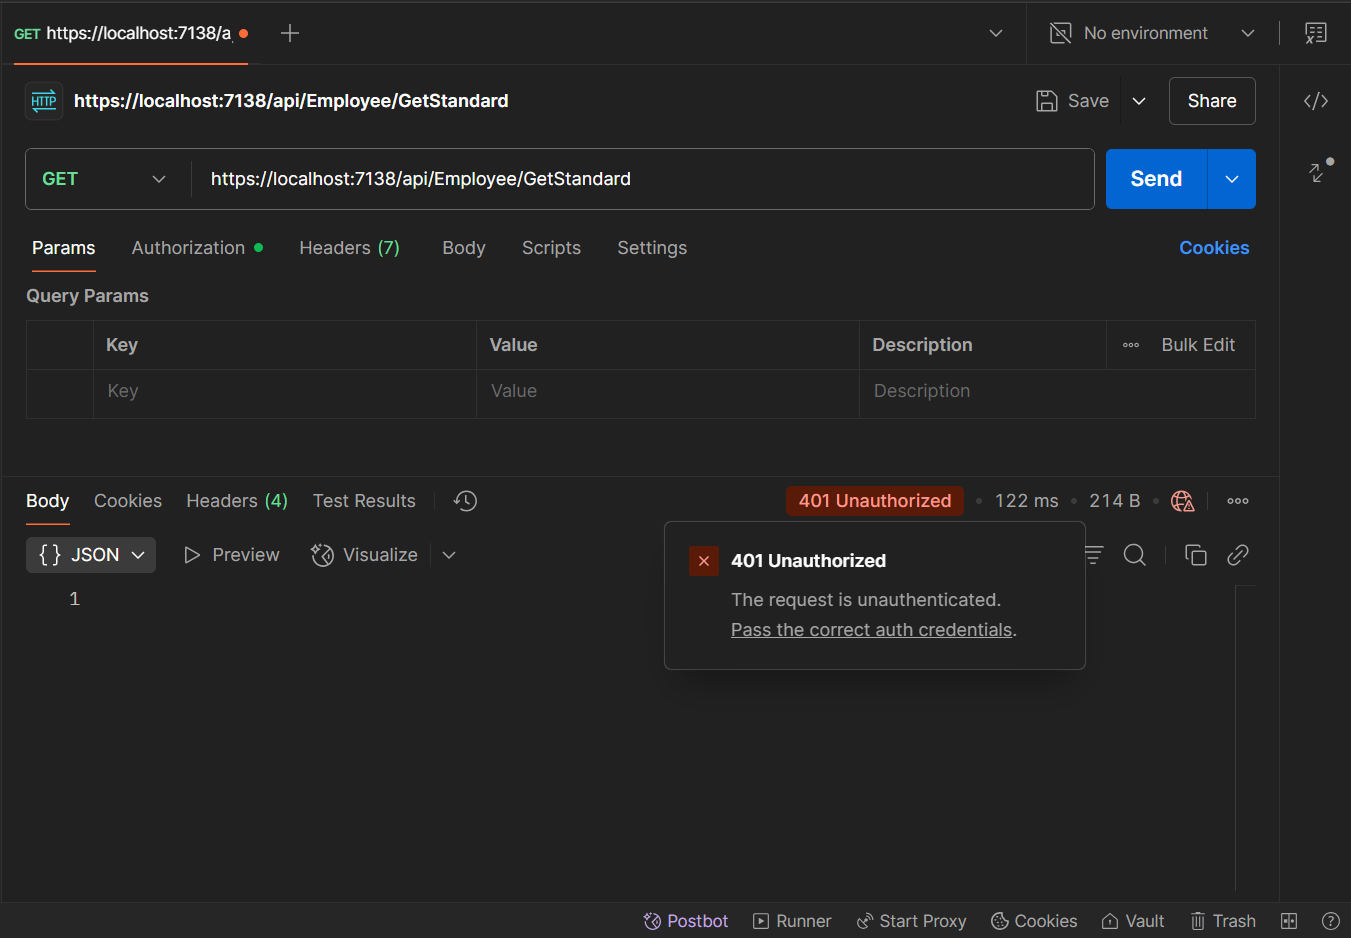 GET https://localhost:7138/a
No environment
HTTP https://localhost:7138/api/Employee/GetStandard
Save
Share
GET
https://localhost:7138/api/Employee/GetStandard
Send
Params Authorization Headers (7) Body Scripts Settings Cookies
Query Params
Key Value Description Bulk Edit
Key Value Description
Body Cookies Headers (4) Test Results 401 Unauthorized 122 ms 214 B
{} JSON Preview Visualize
401 Unauthorized
The request is unauthenticated.
Pass the correct auth credentials.
1
Postbot Runner Start Proxy Cookies Vault Trash